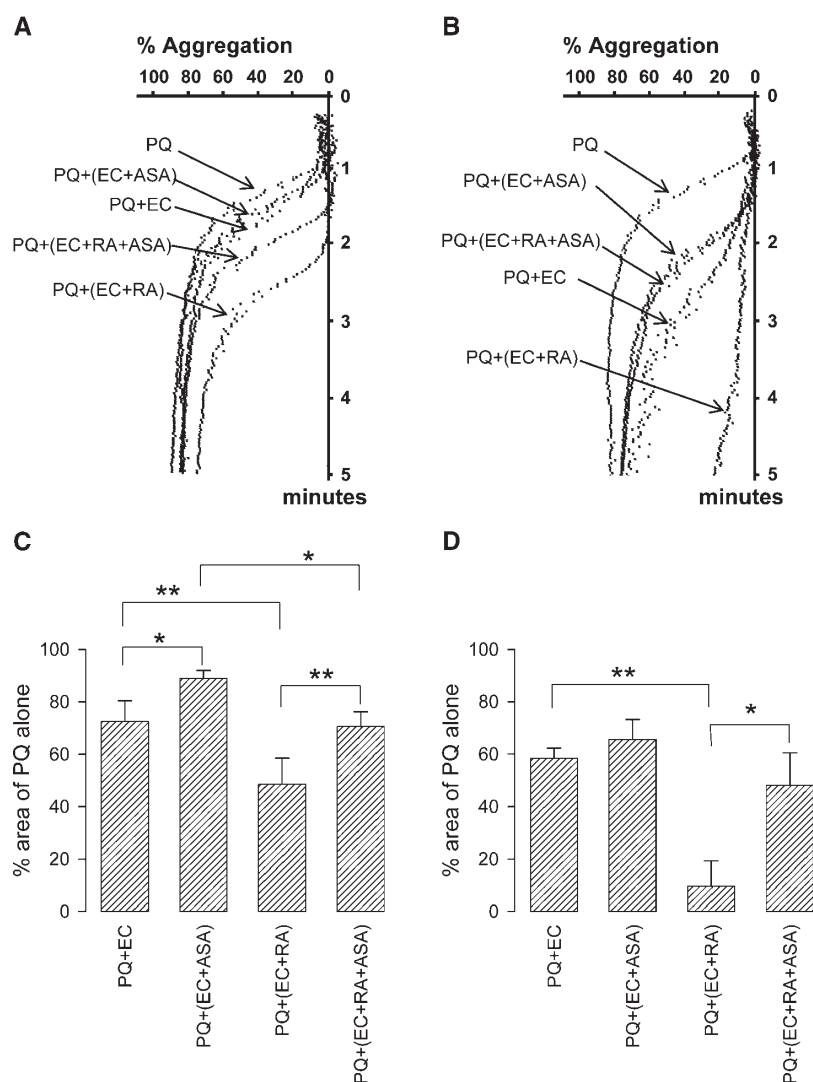 A
% Aggregation
100 80 60 40 20 0
0
1
2
3
4
5
minutes
PQ
PQ+(EC+ASA)
PQ+EC
PQ+(EC+RA+ASA)
PQ+(EC+RA)
B
% Aggregation
100 80 60 40 20 0
0
1
2
3
4
5
minutes
PQ
PQ+(EC+ASA)
PQ+(EC+RA+ASA)
PQ+EC
PQ+(EC+RA)
C
% area of PQ alone
100
80
60
40
20
0
*
**
*
**
PQ+EC
PQ+(EC+ASA)
PQ+(EC+RA)
PQ+(EC+RA+ASA)
D
% area of PQ alone
100
80
60
40
20
0
**
*
PQ+EC
PQ+(EC+ASA)
PQ+(EC+RA)
PQ+(EC+RA+ASA)